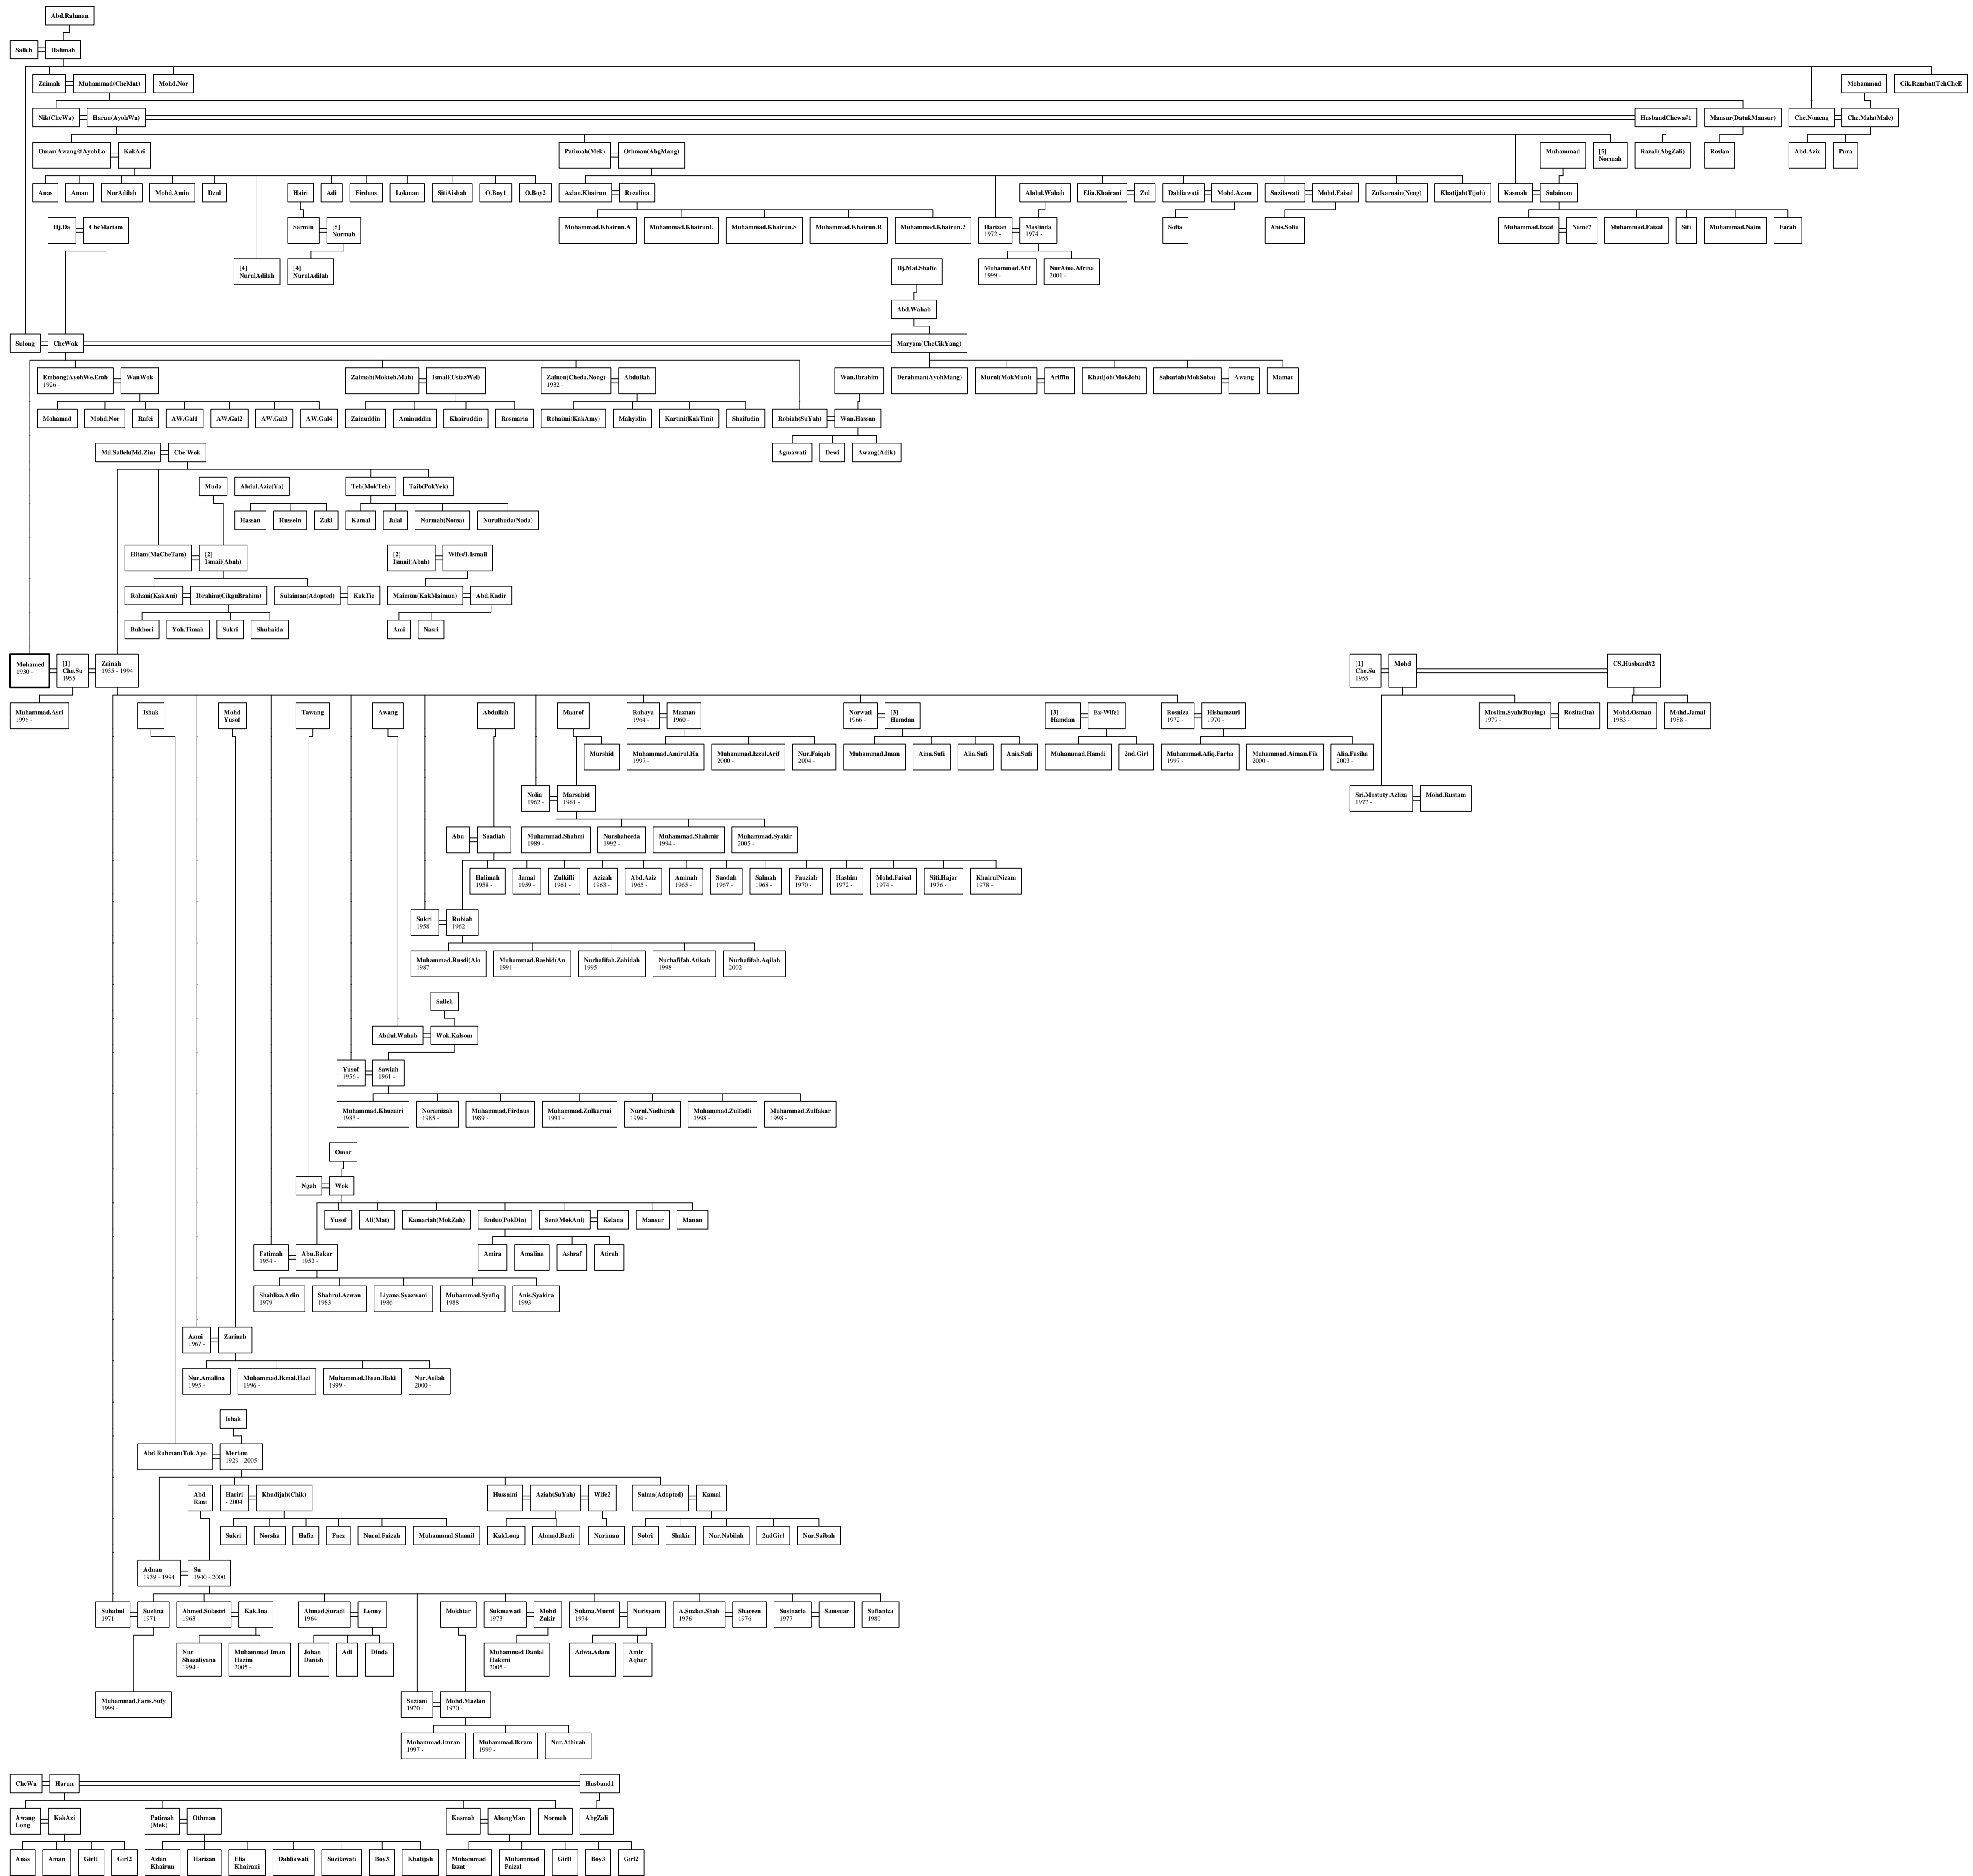 Abd.Rahman
Salleh
Halimah
Zaimah
Muhammad(CheMat)
Mohd.Nor
Mohammad
Cik.Rembat(TehCheE
Nik(CheWa)
Harun(AyohWa)
HusbandChewa#1
Mansur(DatukMansur)
Che.Noneng
Che.Mala(Male)
Omar(Awang@AyohLo
KakAzi
Patimah(Mek)
Othman(AbgMang)
Muhammad
[5]
Normah
Razali(AbgZali)
Roslan
Abd.Aziz
Pura
Anas
Aman
NurAdilah
Mohd.Amin
Dzul
Hairi
Adi
Firdaus
Lokman
SitiAishah
O.Boy1
O.Boy2
Azlan.Khairun
Rozalina
Abdul.Wahab
Elia.Khairani
Zul
Dahliawati
Mohd.Azam
Suzilawati
Mohd.Faisal
Zulkarnain(Neng)
Khatijah(Tijoh)
Kasmah
Sulaiman
Hj.Da
CheMariam
Sarmin
[5]
Normah
Muhammad.Khairun.A
Muhammad.Khairunl.
Muhammad.Khairun.S
Muhammad.Khairun.R
Muhammad.Khairun.?
Harizan
1972 -
Maslinda
1974 -
Sofia
Anis.Sofia
Muhammad.Izzat
Name?
Muhammad.Faizal
Siti
Muhammad.Naim
Farah
[4]
NurulAdilah
[4]
NurulAdilah
Hj.Mat.Shafie
Muhammad.Afif
1999 -
NurAina.Afrina
2001 -
Abd.Wahab
Sulong
CheWok
Maryam(CheCikYang)
Embong(AyohWe.Emb
1926 -
WanWok
Zaimah(Mokteh.Mah)
Ismail(UstazWei)
Zainon(Cheda.Nong)
1932 -
Abdullah
Wan.Ibrahim
Derahman(AyohMang)
Murni(MokMuni)
Ariffin
Khatijoh(MokJoh)
Sabariah(MokSoba)
Awang
Mamat
Mohamad
Mohd.Nor
Rafei
AW.Gal1
AW.Gal2
AW.Gal3
AW.Gal4
Zainuddin
Aminuddin
Khairuddin
Rosmaria
Rohaimi(KakAmy)
Mahyidin
Kartini(KakTini)
Shaifudin
Robiah(SuYah)
Wan.Hassan
Md.Salleh(Md.Zin)
Che'Wok
Agmawati
Dewi
Awang(Adik)
Muda
Abdul.Aziz(Ya)
Teh(MokTeh)
Taib(PokYek)
Hassan
Hussein
Zaki
Kamal
Jalal
Normah(Noma)
Nurulhuda(Noda)
Hitam(MaCheTam)
[2]
Ismail(Abah)
[2]
Ismail(Abah)
Wife#1.Ismail
Rohani(KakAni)
Ibrahim(CikguBrahim)
Sulaiman(Adopted)
KakTie
Maimun(KakMaimun)
Abd.Kadir
Bukhori
Yoh.Timah
Sukri
Shuhaida
Ami
Nasri
Mohamed
1930 -
[1]
Che.Su
1955 -
Zainah
1935 - 1994
[1]
Che.Su
1955 -
Mohd
CS.Husband#2
Muhammad.Asri
1996 -
Ishak
Mohd
Yusof
Tawang
Awang
Abdullah
Maarof
Rohaya
1964 -
Maznan
1960 -
Norwati
1966 -
[3]
Hamdan
[3]
Hamdan
Ex-Wife1
Rosniza
1972 -
Hishamzuri
1970 -
Moslim.Syah(Buying)
1979 -
Rozita(Ita)
Mohd.Osman
1983 -
Mohd.Jamal
1988 -
Murshid
Muhammad.Amirul.Ha
1997 -
Muhammad.Izzul.Arif
2000 -
Nur.Faiqah
2004 -
Muhammad.Iman
Aina.Sufi
Alia.Sufi
Anis.Sufi
Muhammad.Hamdi
2nd.Girl
Muhammad.Afiq.Farha
1997 -
Muhammad.Aiman.Fik
2000 -
Alia.Fasiha
2003 -
Nolia
1962 -
Marsahid
1961 -
Sri.Mostuty.Azliza
1977 -
Mohd.Rustam
Abu
Saadiah
Muhammad.Shahmi
1989 -
Nurshaheeda
1992 -
Muhammad.Shahmir
1994 -
Muhammad.Syakir
2005 -
Halimah
1958 -
Jamal
1959 -
Zulkifli
1961 -
Azizah
1963 -
Abd.Aziz
1965 -
Aminah
1965 -
Saodah
1967 -
Salmah
1968 -
Fauziah
1970 -
Hashim
1972 -
Mohd.Faisal
1974 -
Siti.Hajar
1976 -
KhairulNizam
1978 -
Sukri
1958 -
Rubiah
1962 -
Muhammad.Rusdi(Alo
1987 -
Muhammad.Rashid(An
1991 -
Nurhafifah.Zahidah
1995 -
Nurhafifah.Atikah
1998 -
Nurhafifah.Aqilah
2002 -
Salleh
Abdul.Wahab
Wok.Kalsom
Yusof
1956 -
Sawiah
1961 -
Muhammad.Khuzairi
1983 -
Noramizah
1985 -
Muhammad.Firdaus
1989 -
Muhammad.Zulkarnai
1991 -
Nurul.Nadhirah
1994 -
Muhammad.Zulfadli
1998 -
Muhammad.Zulfakar
1998 -
Omar
Ngah
Wok
Yusof
Ali(Mat)
Kamariah(MokZah)
Endut(PokDin)
Seni(MokAni)
Kelana
Mansur
Manan
Fatimah
1954 -
Abu.Bakar
1952 -
Amira
Amalina
Ashraf
Atirah
Shahliza.Azlin
1979 -
Shahrul.Azwan
1983 -
Liyana.Syazwani
1986 -
Muhammad.Syafiq
1988 -
Anis.Syakira
1993 -
Azmi
1967 -
Zarinah
Nur.Amalina
1995 -
Muhammad.Ikmal.Hazi
1996 -
Muhammad.Ihsan.Haki
1999 -
Nur.Asilah
2000 -
Ishak
Abd.Rahman(Tok.Ayo
Meriam
1929 - 2005
Abd
Rani
Hariri
- 2004
Khadijah(Chik)
Hussaini
Aziah(SuYah)
Wife2
Salma(Adopted)
Kamal
Sukri
Norsha
Hafiz
Faez
Nurul.Faizah
Muhammad.Shamil
KakLong
Ahmad.Bazli
Nuriman
Sobri
Shakir
Nur.Nabilah
2ndGirl
Nur.Saibah
Adnan
1939 - 1994
Su
1940 - 2000
Suhaimi
1971 -
Suzlina
1971 -
Ahmed.Sulastri
1963 -
Kak.Ina
Ahmad.Suradi
1964 -
Lenny
Mokhtar
Sukmawati
1973 -
Mohd
Zakir
Sukma.Murni
1974 -
Nurisyam
A.Suzlan.Shah
1976 -
Shareen
1976 -
Susinaria
1977 -
Samsuar
Sufianiza
1980 -
Nur
Shazaliyana
1994 -
Muhammad Iman
Hazim
2005 -
Johan
Danish
Adi
Dinda
Muhammad Danial
Hakimi
2005 -
Adwa.Adam
Amir
Aqhar
Muhammad.Faris.Sufy
1999 -
Suziani
1970 -
Mohd.Mazlan
1970 -
Muhammad.Imran
1997 -
Muhammad.Ikram
1999 -
Nur.Athirah
CheWa
Harun
Husband1
Awang
Long
KakAzi
Patimah
(Mek)
Othman
Kasmah
AbangMan
Normah
AbgZali
Anas
Aman
Girl1
Girl2
Azlan
Khairun
Harizan
Elia
Khairani
Dahliawati
Suzilawati
Boy3
Khatijah
Muhammad
Izzat
Muhammad
Faizal
Girl1
Boy3
Girl2